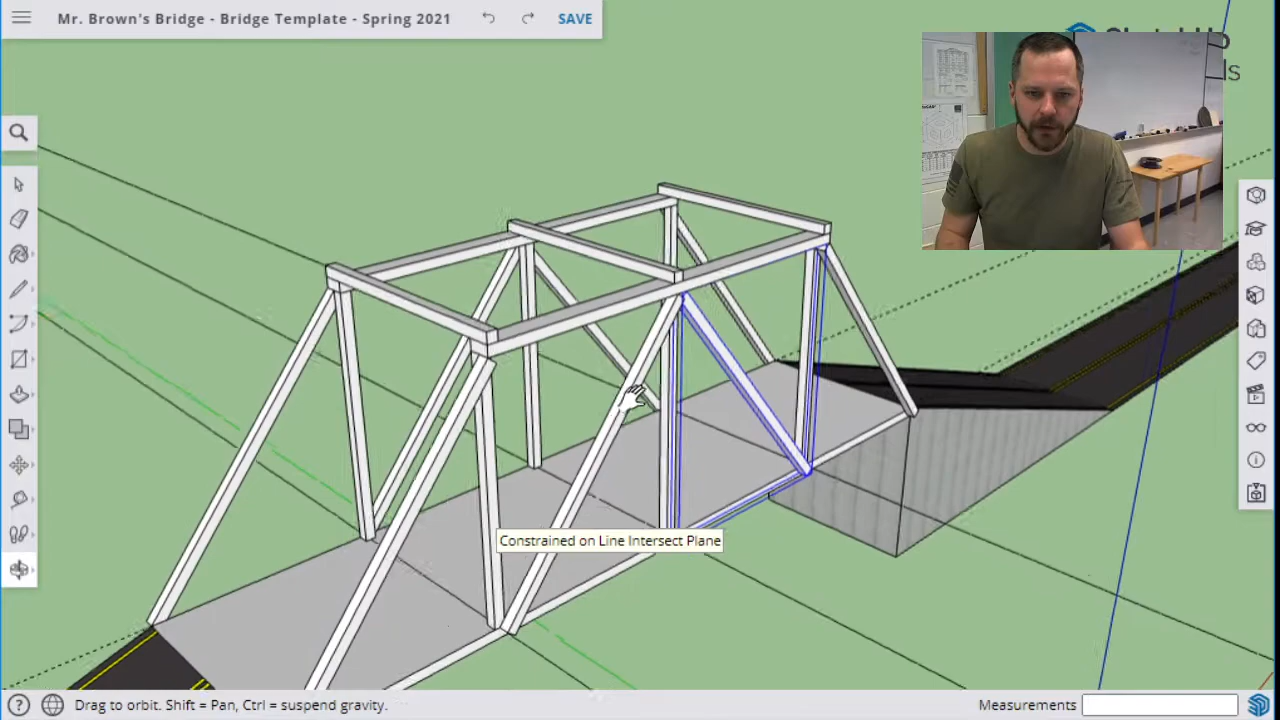 Mr. Brown's Bridge - Bridge Template - Spring 2021
SAVE
Constrained on Line Intersect Plane
Drag to orbit. Shift = Pan, Ctrl = suspend gravity.
Measurements